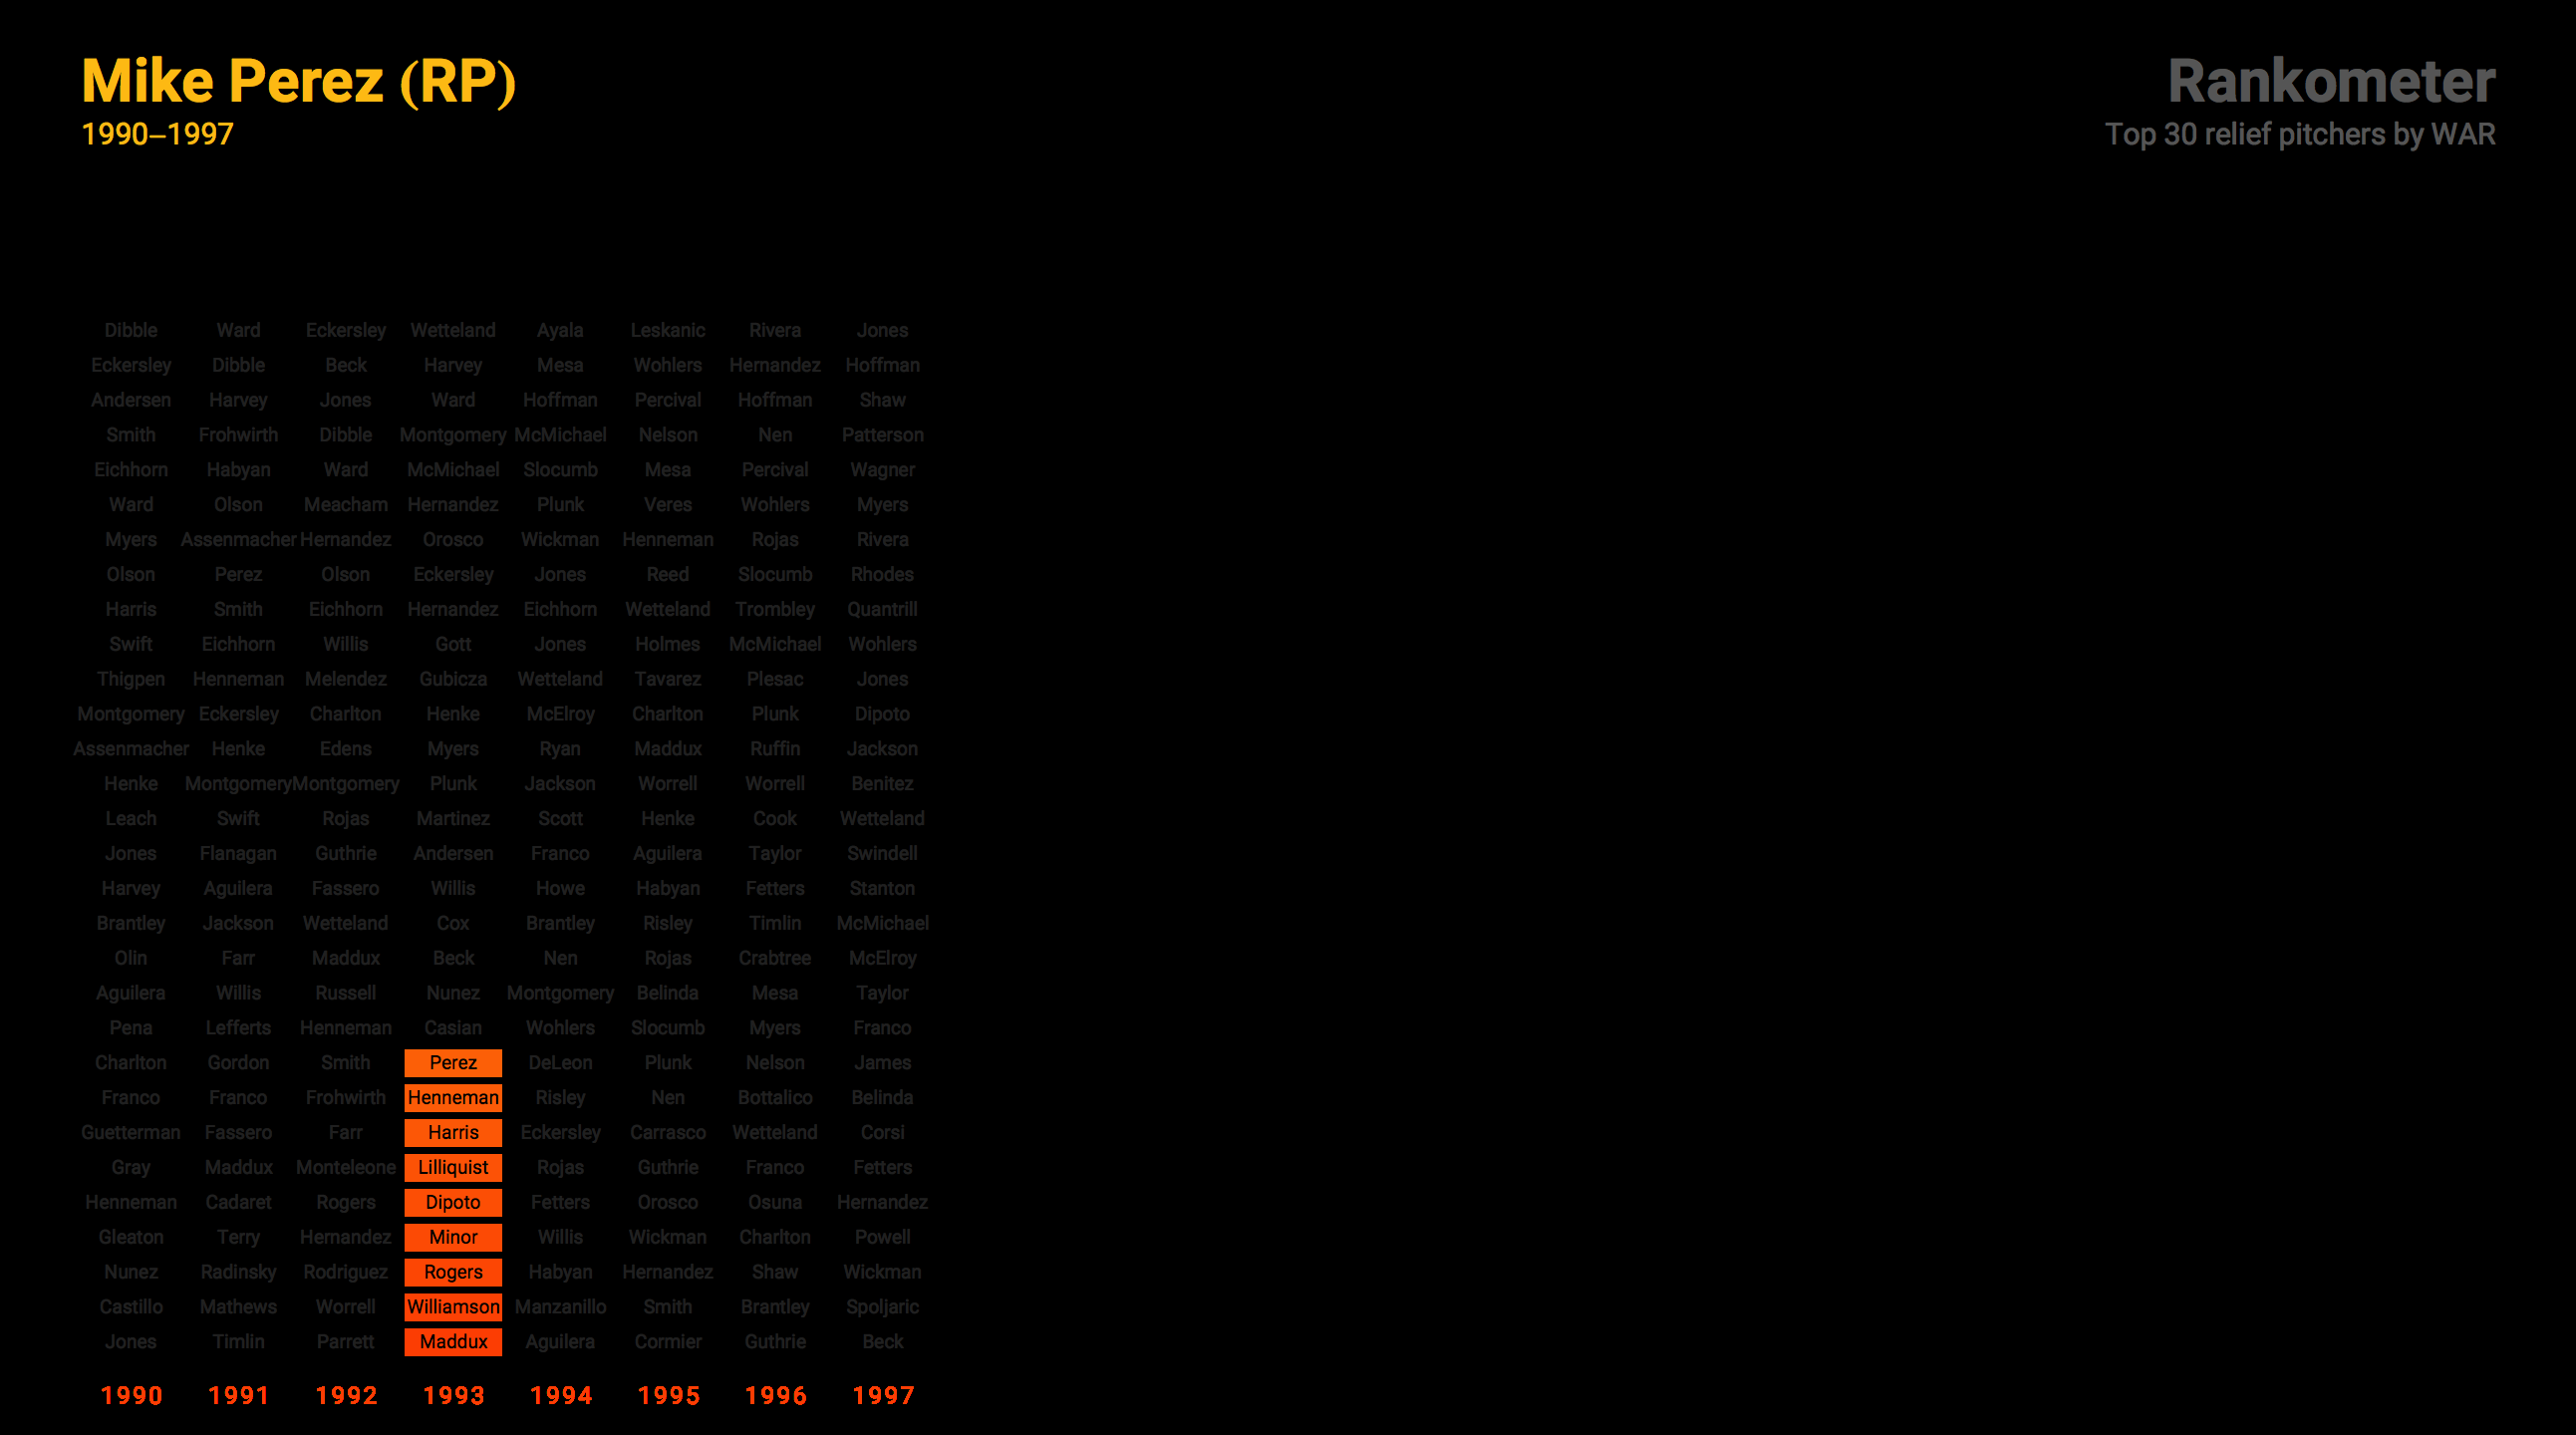 Mike Perez (RP)
1990–1997
Rankometer
Top 30 relief pitchers by WAR
Dibble Ward Eckersley Wetteland Ayala Leskanic Rivera Jones
Eckersley Dibble Beck Harvey Mesa Wohlers Hernandez Hoffman
Andersen Harvey Jones Ward Hoffman Percival Hoffman Shaw
Smith Frohwirth Dibble Montgomery McMichael Nelson Nen Patterson
Eichhorn Habyan Ward McMichael Slocumb Mesa Percival Wagner
Ward Olson Meacham Hernandez Plunk Veres Wohlers Myers
Myers Assenmacher Hernandez Orosco Wickman Henneman Rojas Rivera
Olson Perez Olson Eckersley Jones Reed Slocumb Rhodes
Harris Smith Eichhorn Hernandez Eichhorn Wetteland Trombley Quantrill
Swift Eichhorn Willis Gott Jones Holmes McMichael Wohlers
Thigpen Henneman Melendez Gubicza Wetteland Tavarez Plesac Jones
Montgomery Eckersley Charlton Henke McElroy Charlton Plunk Dipoto
Assenmacher Henke Edens Myers Ryan Maddux Ruffin Jackson
Henke Montgomery Montgomery Plunk Jackson Worrell Worrell Benitez
Leach Swift Rojas Martinez Scott Henke Cook Wetteland
Jones Flanagan Guthrie Andersen Franco Aguilera Taylor Swindell
Harvey Aguilera Fassero Willis Howe Habyan Fetters Stanton
Brantley Jackson Wetteland Cox Brantley Risley Timlin McMichael
Olin Farr Maddux Beck Nen Rojas Crabtree McElroy
Aguilera Willis Russell Nunez Montgomery Belinda Mesa Taylor
Pena Lefferts Henneman Casian Wohlers Slocumb Myers Franco
Charlton Gordon Smith Perez DeLeon Plunk Nelson James
Franco Franco Frohwirth Henneman Risley Nen Bottalico Belinda
Guetterman Fassero Farr Harris Eckersley Carrasco Wetteland Corsi
Gray Maddux Monteleone Lilliquist Rojas Guthrie Franco Fetters
Henneman Cadaret Rogers Dipoto Fetters Orosco Osuna Hernandez
Gleaton Terry Hernandez Minor Willis Wickman Charlton Powell
Nunez Radinsky Rodriguez Rogers Habyan Hernandez Shaw Wickman
Castillo Mathews Worrell Williamson Manzanillo Smith Brantley Spoljaric
Jones Timlin Parrett Maddux Aguilera Cormier Guthrie Beck
1990 1991 1992 1993 1994 1995 1996 1997